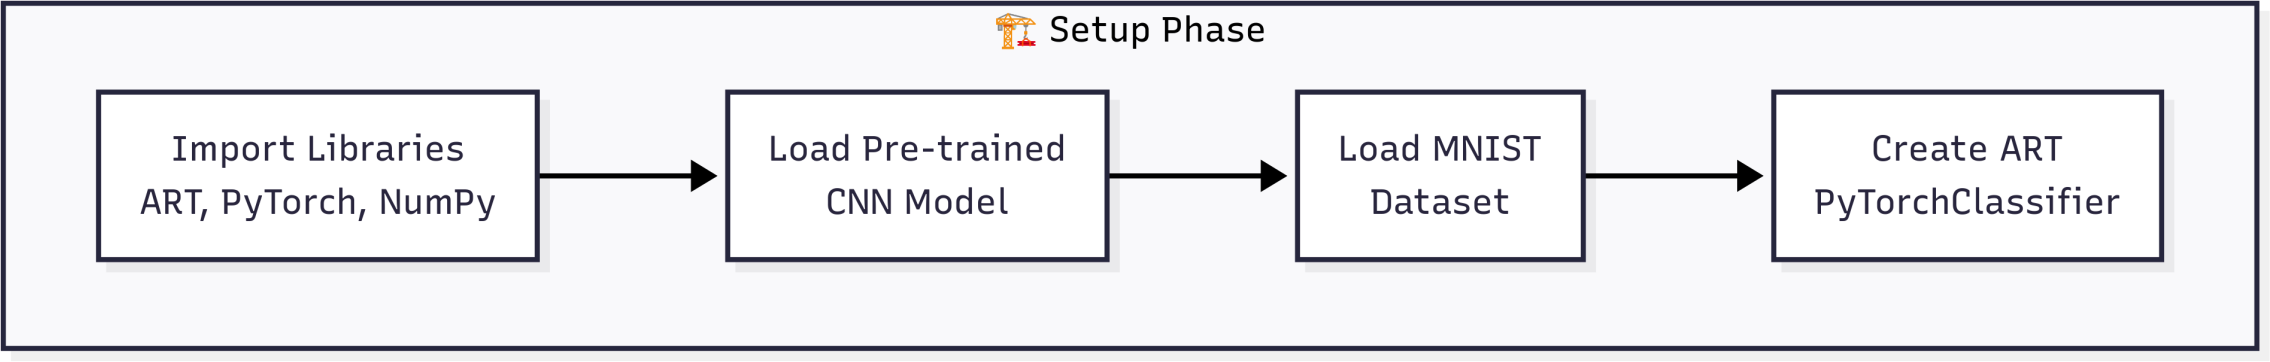 🏗️ Setup Phase
Import Libraries
ART, PyTorch, NumPy
Load Pre-trained
CNN Model
Load MNIST
Dataset
Create ART
PyTorchClassifier